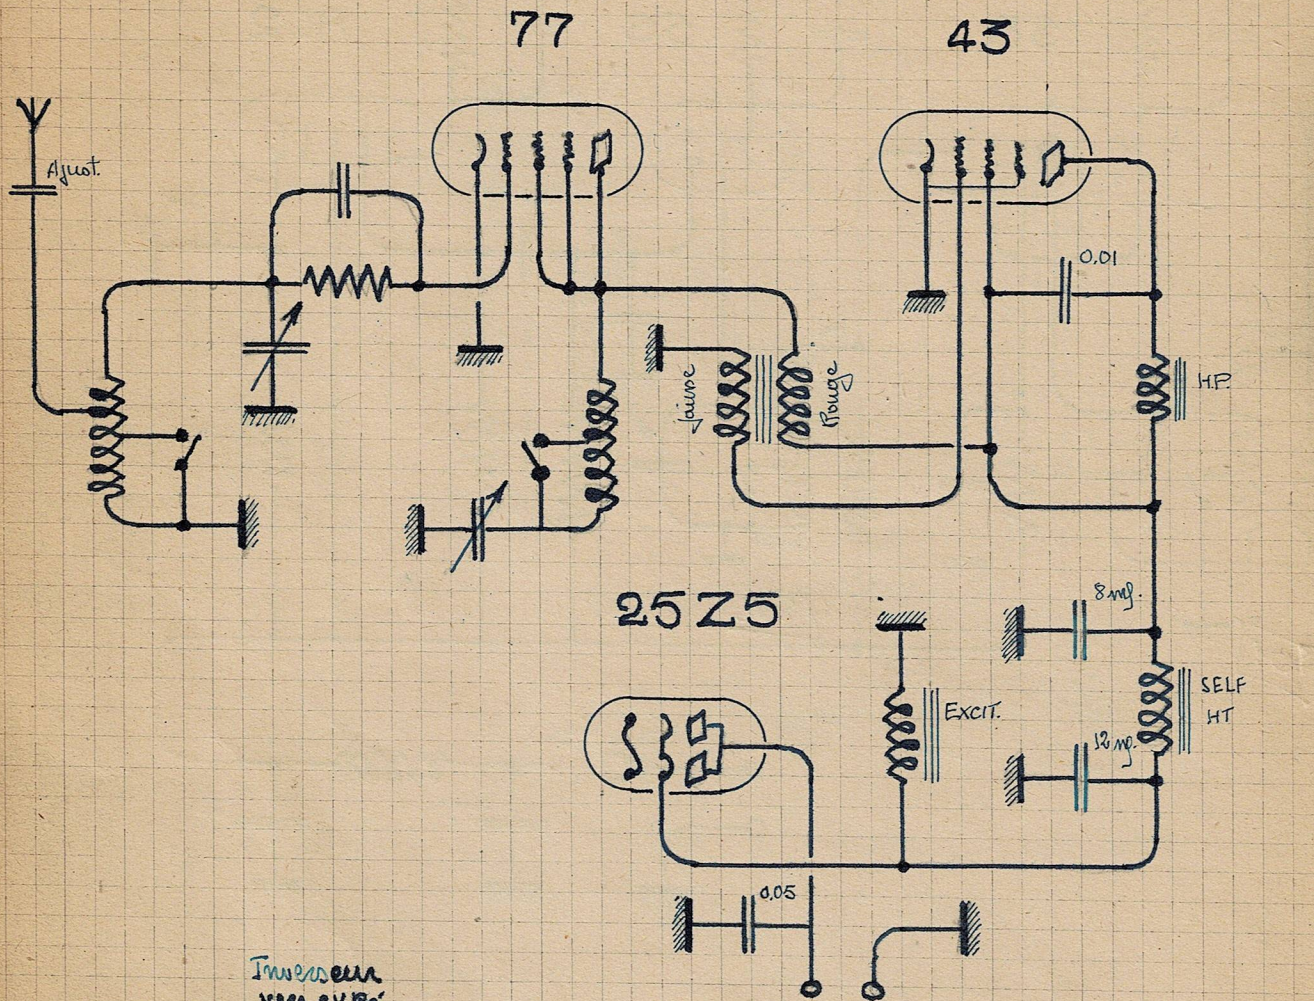 77
43
Ajust.
0,01
Jaune
Rouge
H.P.
25Z5
8 mf.
EXCIT.
SELF
HT
12 mf.
0,05
Inverseur